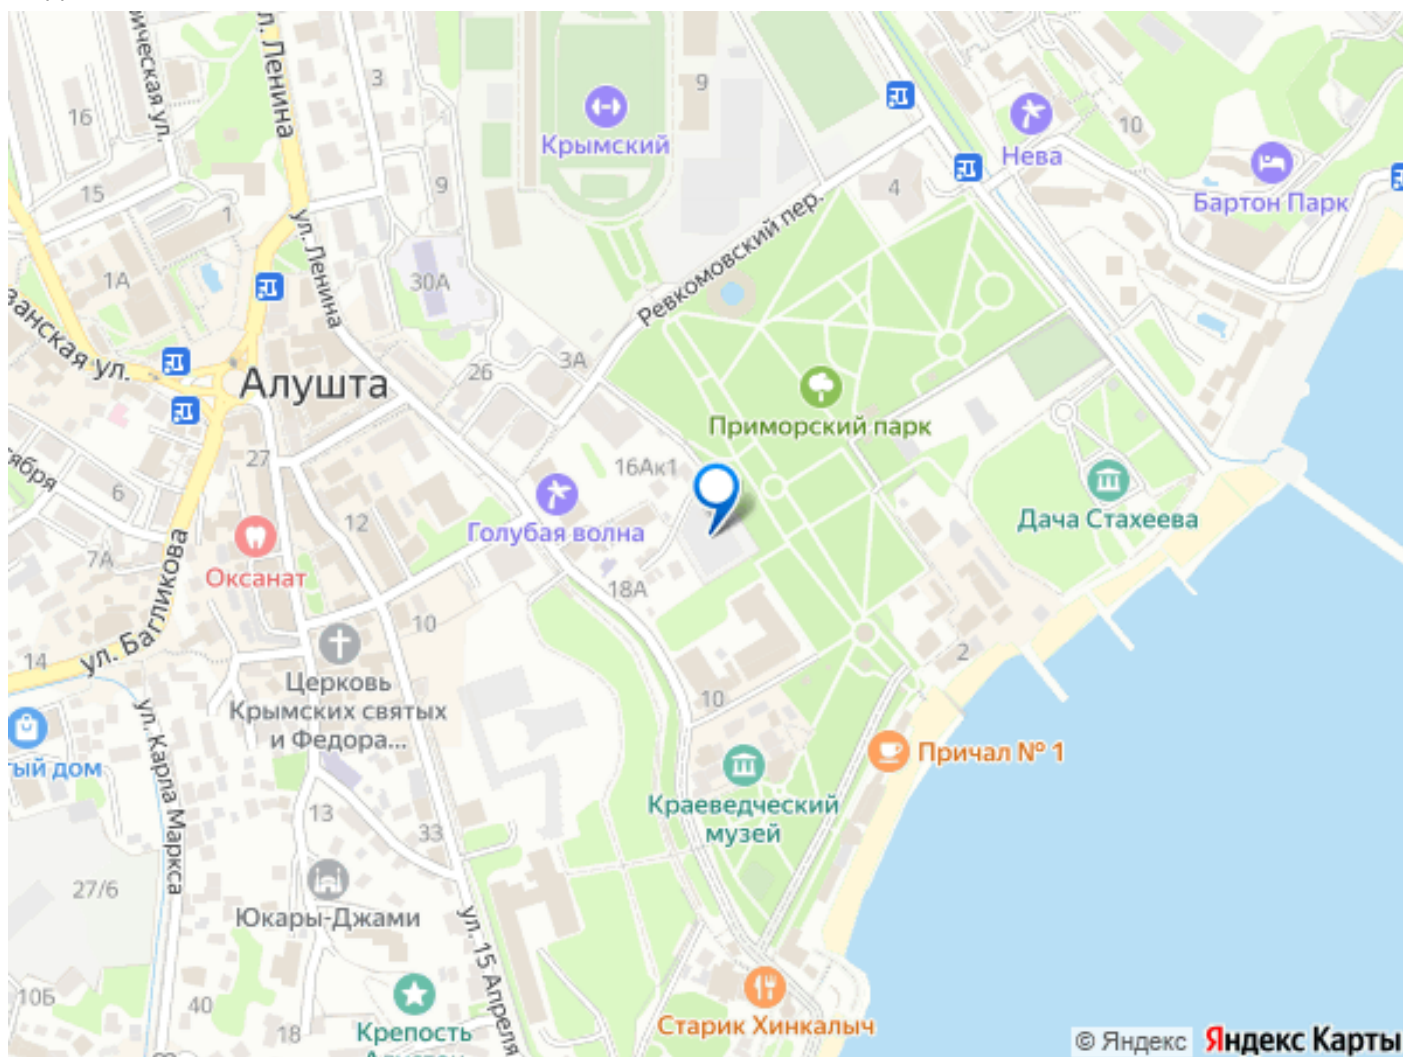 ул. Ленина
3
9
16
Крымский
10
Нева
Бартон Парк
15
9
4
1
ул. Ленина
1А
30А
Ревкомовский пер.
3А
26
Алушта
Приморский парк
27
16Ак1
6
12
Голубая волна
Дача Стахеева
7А
Оксанат
18А
ул. Багликова
10
14
2
Церковь
Крымских святых
и Федора...
10
ул. Карла Маркса
Причал № 1
тый дом
Краеведческий
музей
13
33
27/6
Юкары-Джами
ул. 15 Апреля
10Б
40
18
Крепость
Старик Хинкалыч
© Яндекс Яндекс Карты